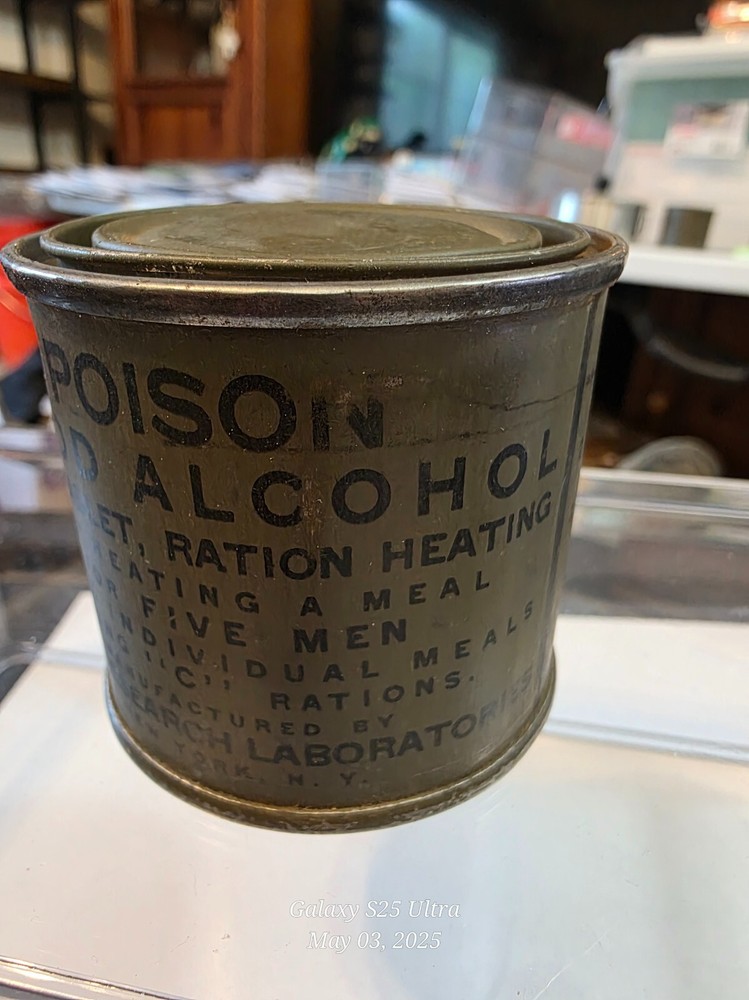 POISON
ALCOHOL
RATION HEATING
A MEAL
FIVE MEN
INDIVIDUAL MEALS
"C" RATIONS.
MANUFACTURED BY
LABORATORIES
YORK, N. Y.
Galaxy S25 Ultra
May 03, 2025